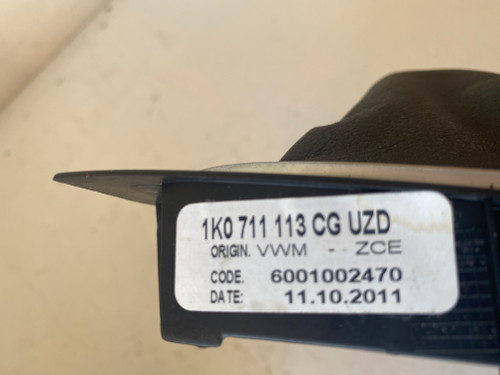 1K0 711 113 CG UZD
ORIGIN. VWM - ZCE
CODE. 6001002470
DATE: 11.10.2011